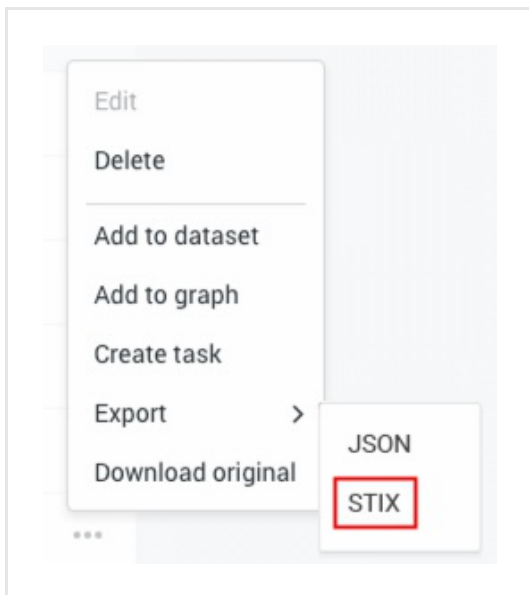 Edit
Delete
Add to dataset
Add to graph
Create task
Export
Download original
JSON
STIX